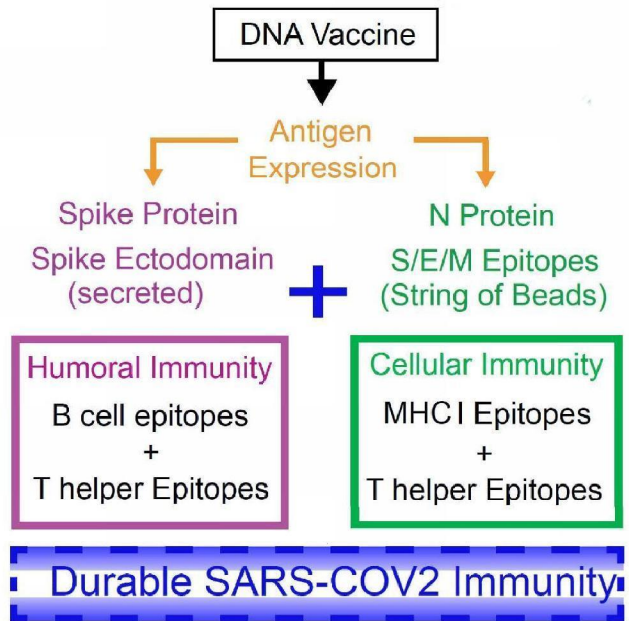 DNA Vaccine
Antigen
Expression
Spike Protein
Spike Ectodomain
(secreted)
+
N Protein
S/E/M Epitopes
(String of Beads)
Humoral Immunity
B cell epitopes
+
T helper Epitopes
Cellular Immunity
MHC I Epitopes
+
T helper Epitopes
Durable SARS-COV2 Immunity